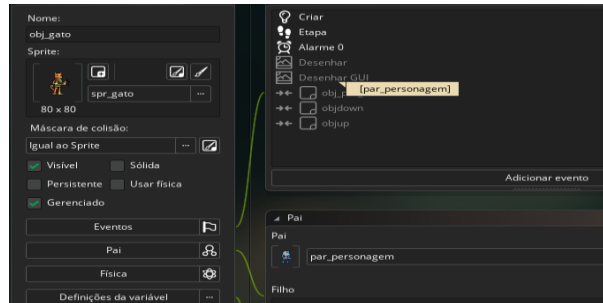 Nome:
obj_gato
Sprite:
spr_gato
...
80 x 80
Máscara de colisão:
Igual ao Sprite
...
Visível
Sólida
Persistente
Usar física
Gerenciado
Eventos
Pai
Física
Definições da variável
...
Criar
Etapa
Alarme 0
Desenhar
Desenhar GUI
[par_personagem]
objdown
objup
Adicionar evento
Pai
Pai
par_personagem
Filho